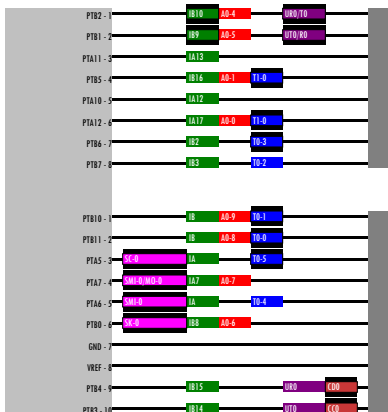 PTB2 - 1 IB10 A0-4 UR0/T0
PTB1 - 2 IB9 A0-5 UT0/R0
PTA11 - 3 IA13
PTB5 - 4 IB16 A0-1 T1-0
PTA10 - 5 IA12
PTA12 - 6 IA17 A0-0 T1-0
PTB6 - 7 IB2 T0-3
PTB7 - 8 IB3 T0-2
PTB10 - 1 IB A0-9 T0-1
PTB11 - 2 IB A0-8 T0-0
PTA5 - 3 SC-0 IA T0-5
PTA7 - 4 SMI-0/MO-0 IA7 A0-7
PTA6 - 5 SMI-0 IA T0-4
PTB0 - 6 SK-0 IB8 A0-6
GND - 7
VREF - 8
PTB4 - 9 IB15 UR0 CD0
PTB3 - 10 IB14 UT0 CC0